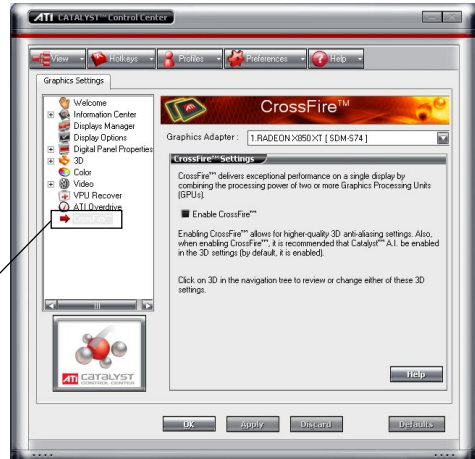 ATI CATALYST™ Control Center
View
Hotkeys
Profiles
Preferences
Help
Graphics Settings
Welcome
Information Center
Displays Manager
Display Options
Digital Panel Properties
3D
Color
Video
VPU Recover
ATI Overdrive
CrossFire™
Graphics Adapter :
1.RADEON X850 XT [ SDM-S74 ]
CrossFire™ Settings
CrossFire™ delivers exceptional performance on a single display by
combining the processing power of two or more Graphics Processing Units
(GPUs).
Enable CrossFire™
Enabling CrossFire™ allows for higher-quality 3D anti-aliasing settings. Also,
when enabling CrossFire™, it is recommended that Catalyst™ A.I. be enabled
in the 3D settings (by default, it is enabled).
Click on 3D in the navigation tree to review or change either of these 3D
settings.
Help
ATI CATALYST
CONTROL CENTER
OK
Apply
Discard
Defaults